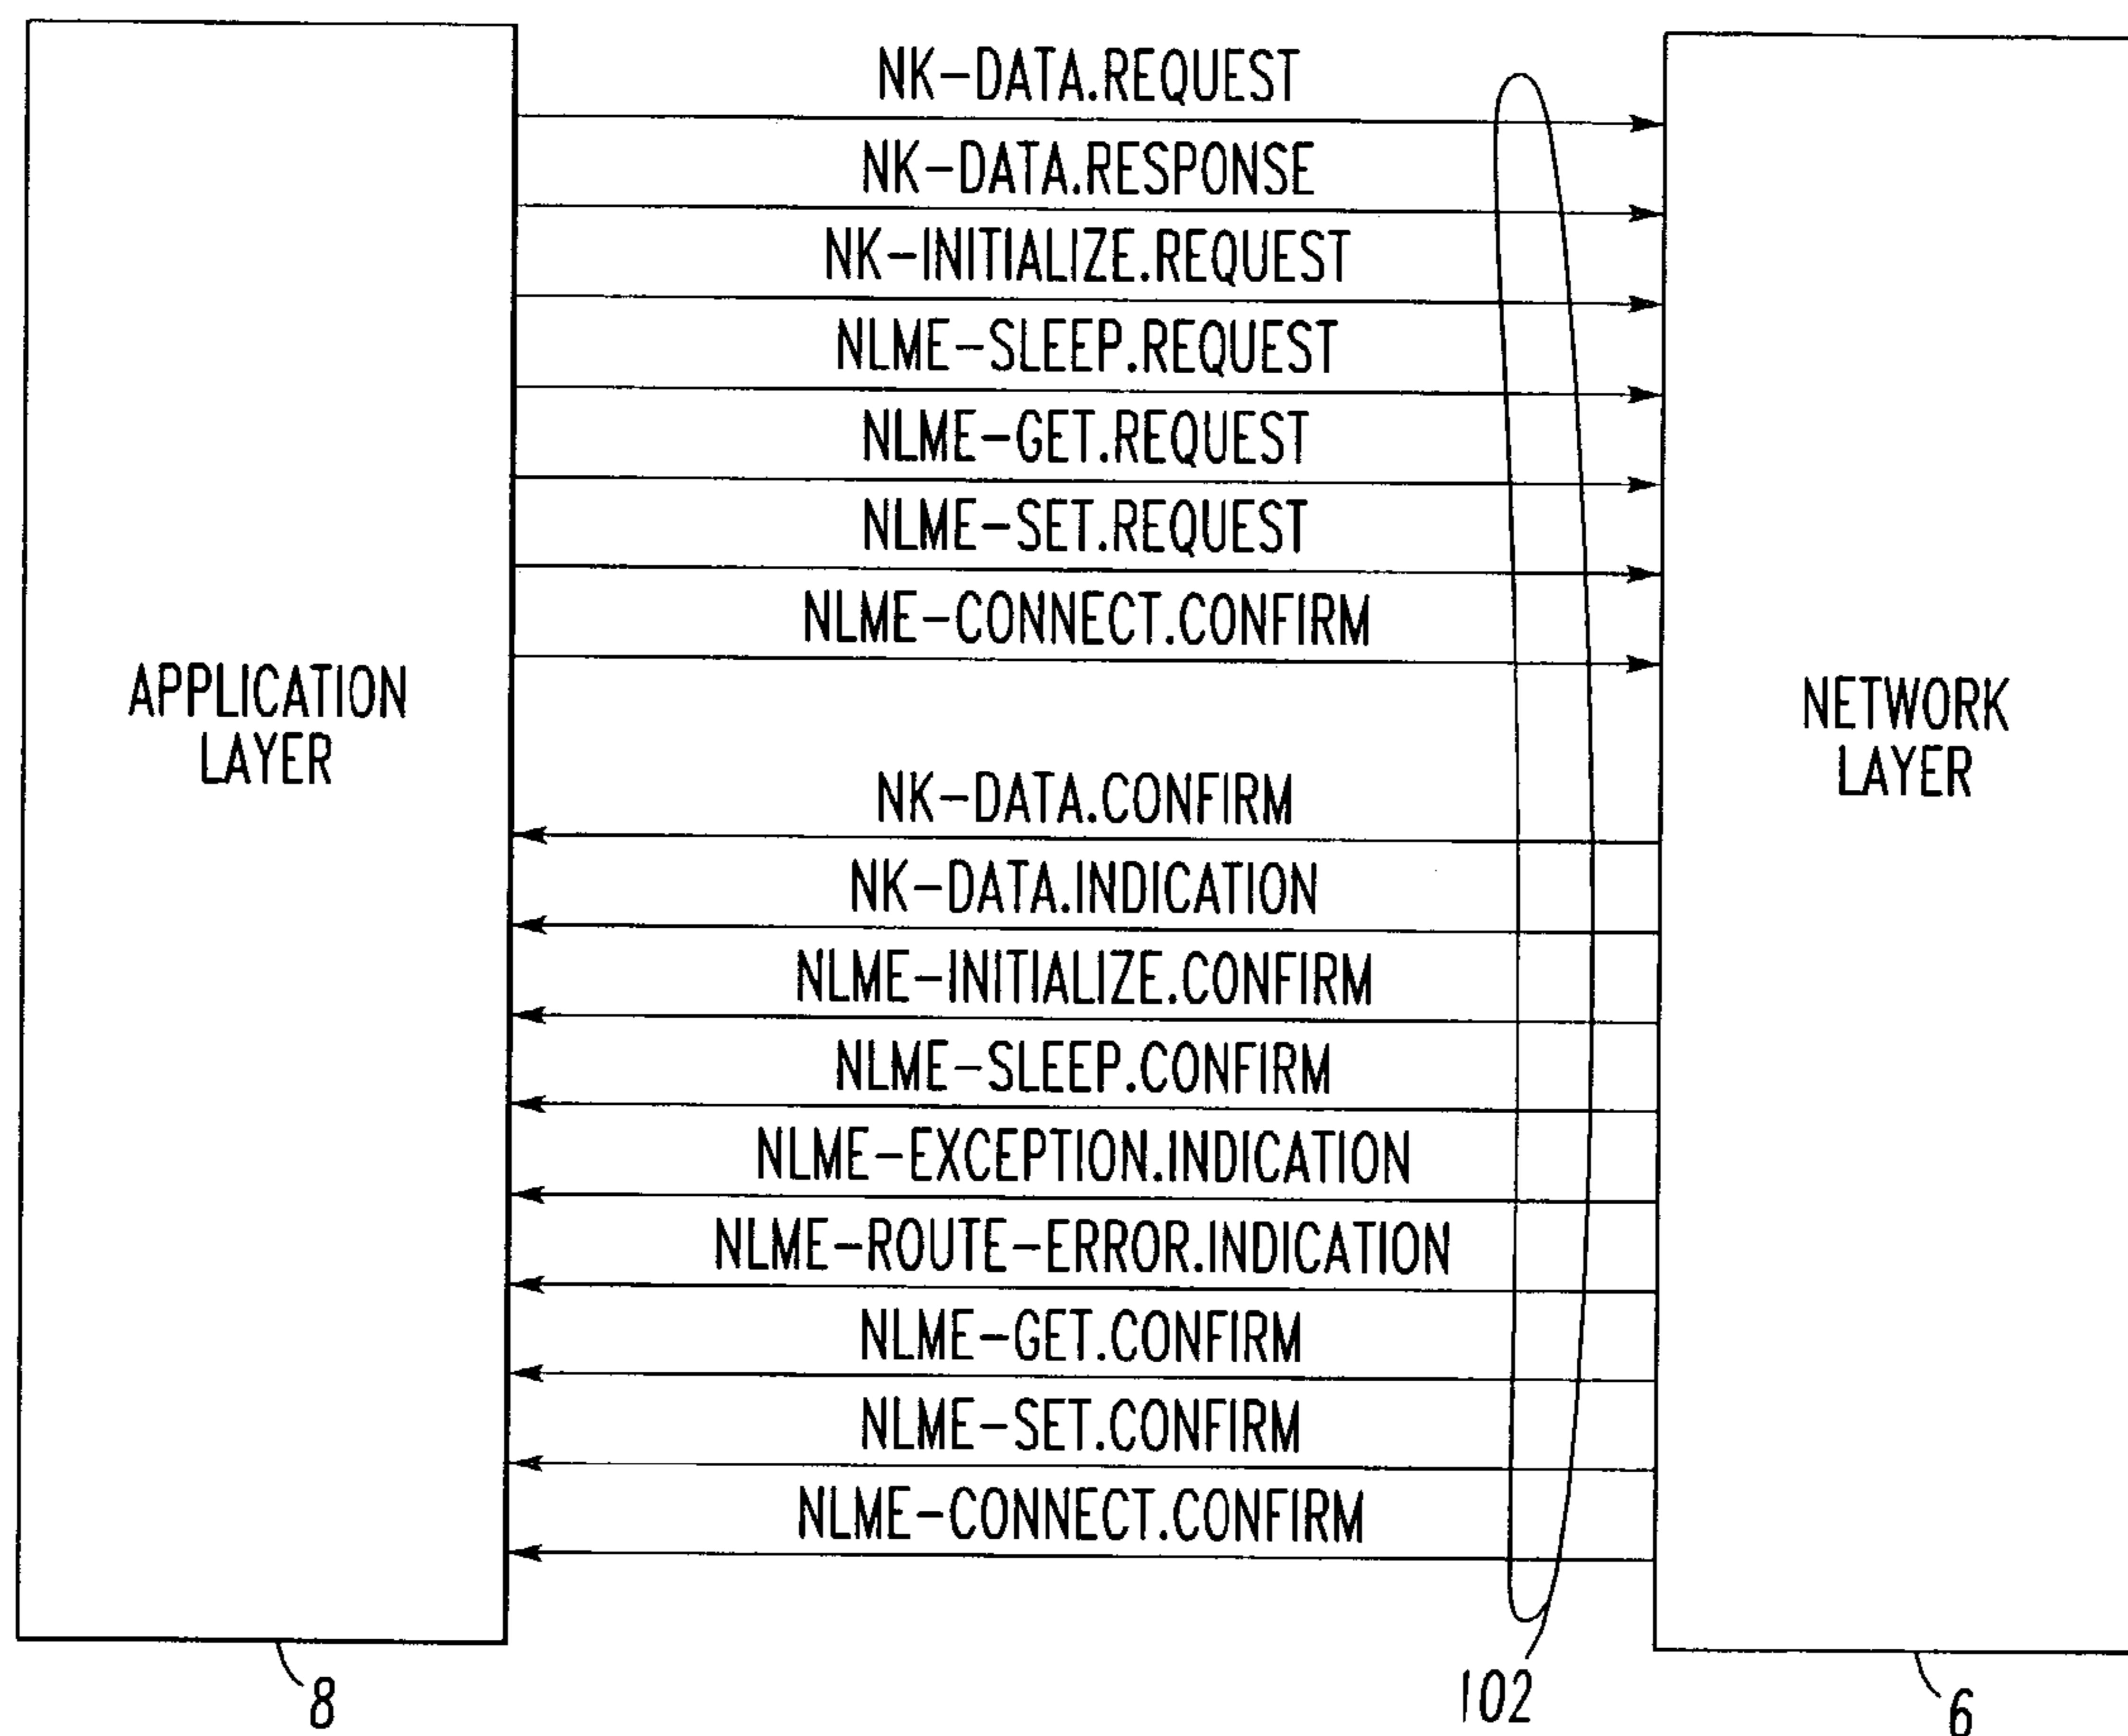 NK-DATA.REQUEST
NK-DATA.RESPONSE
NK-INITIALIZE.REQUEST
NLME-SLEEP.REQUEST
NLME-GET.REQUEST
NLME-SET.REQUEST
NLME-CONNECT.CONFIRM
APPLICATION
LAYER
NETWORK
LAYER
NK-DATA.CONFIRM
NK-DATA.INDICATION
NLME-INITIALIZE.CONFIRM
NLME-SLEEP.CONFIRM
NLME-EXCEPTION.INDICATION
NLME-ROUTE-ERROR.INDICATION
NLME-GET.CONFIRM
NLME-SET.CONFIRM
NLME-CONNECT.CONFIRM
8
102
6